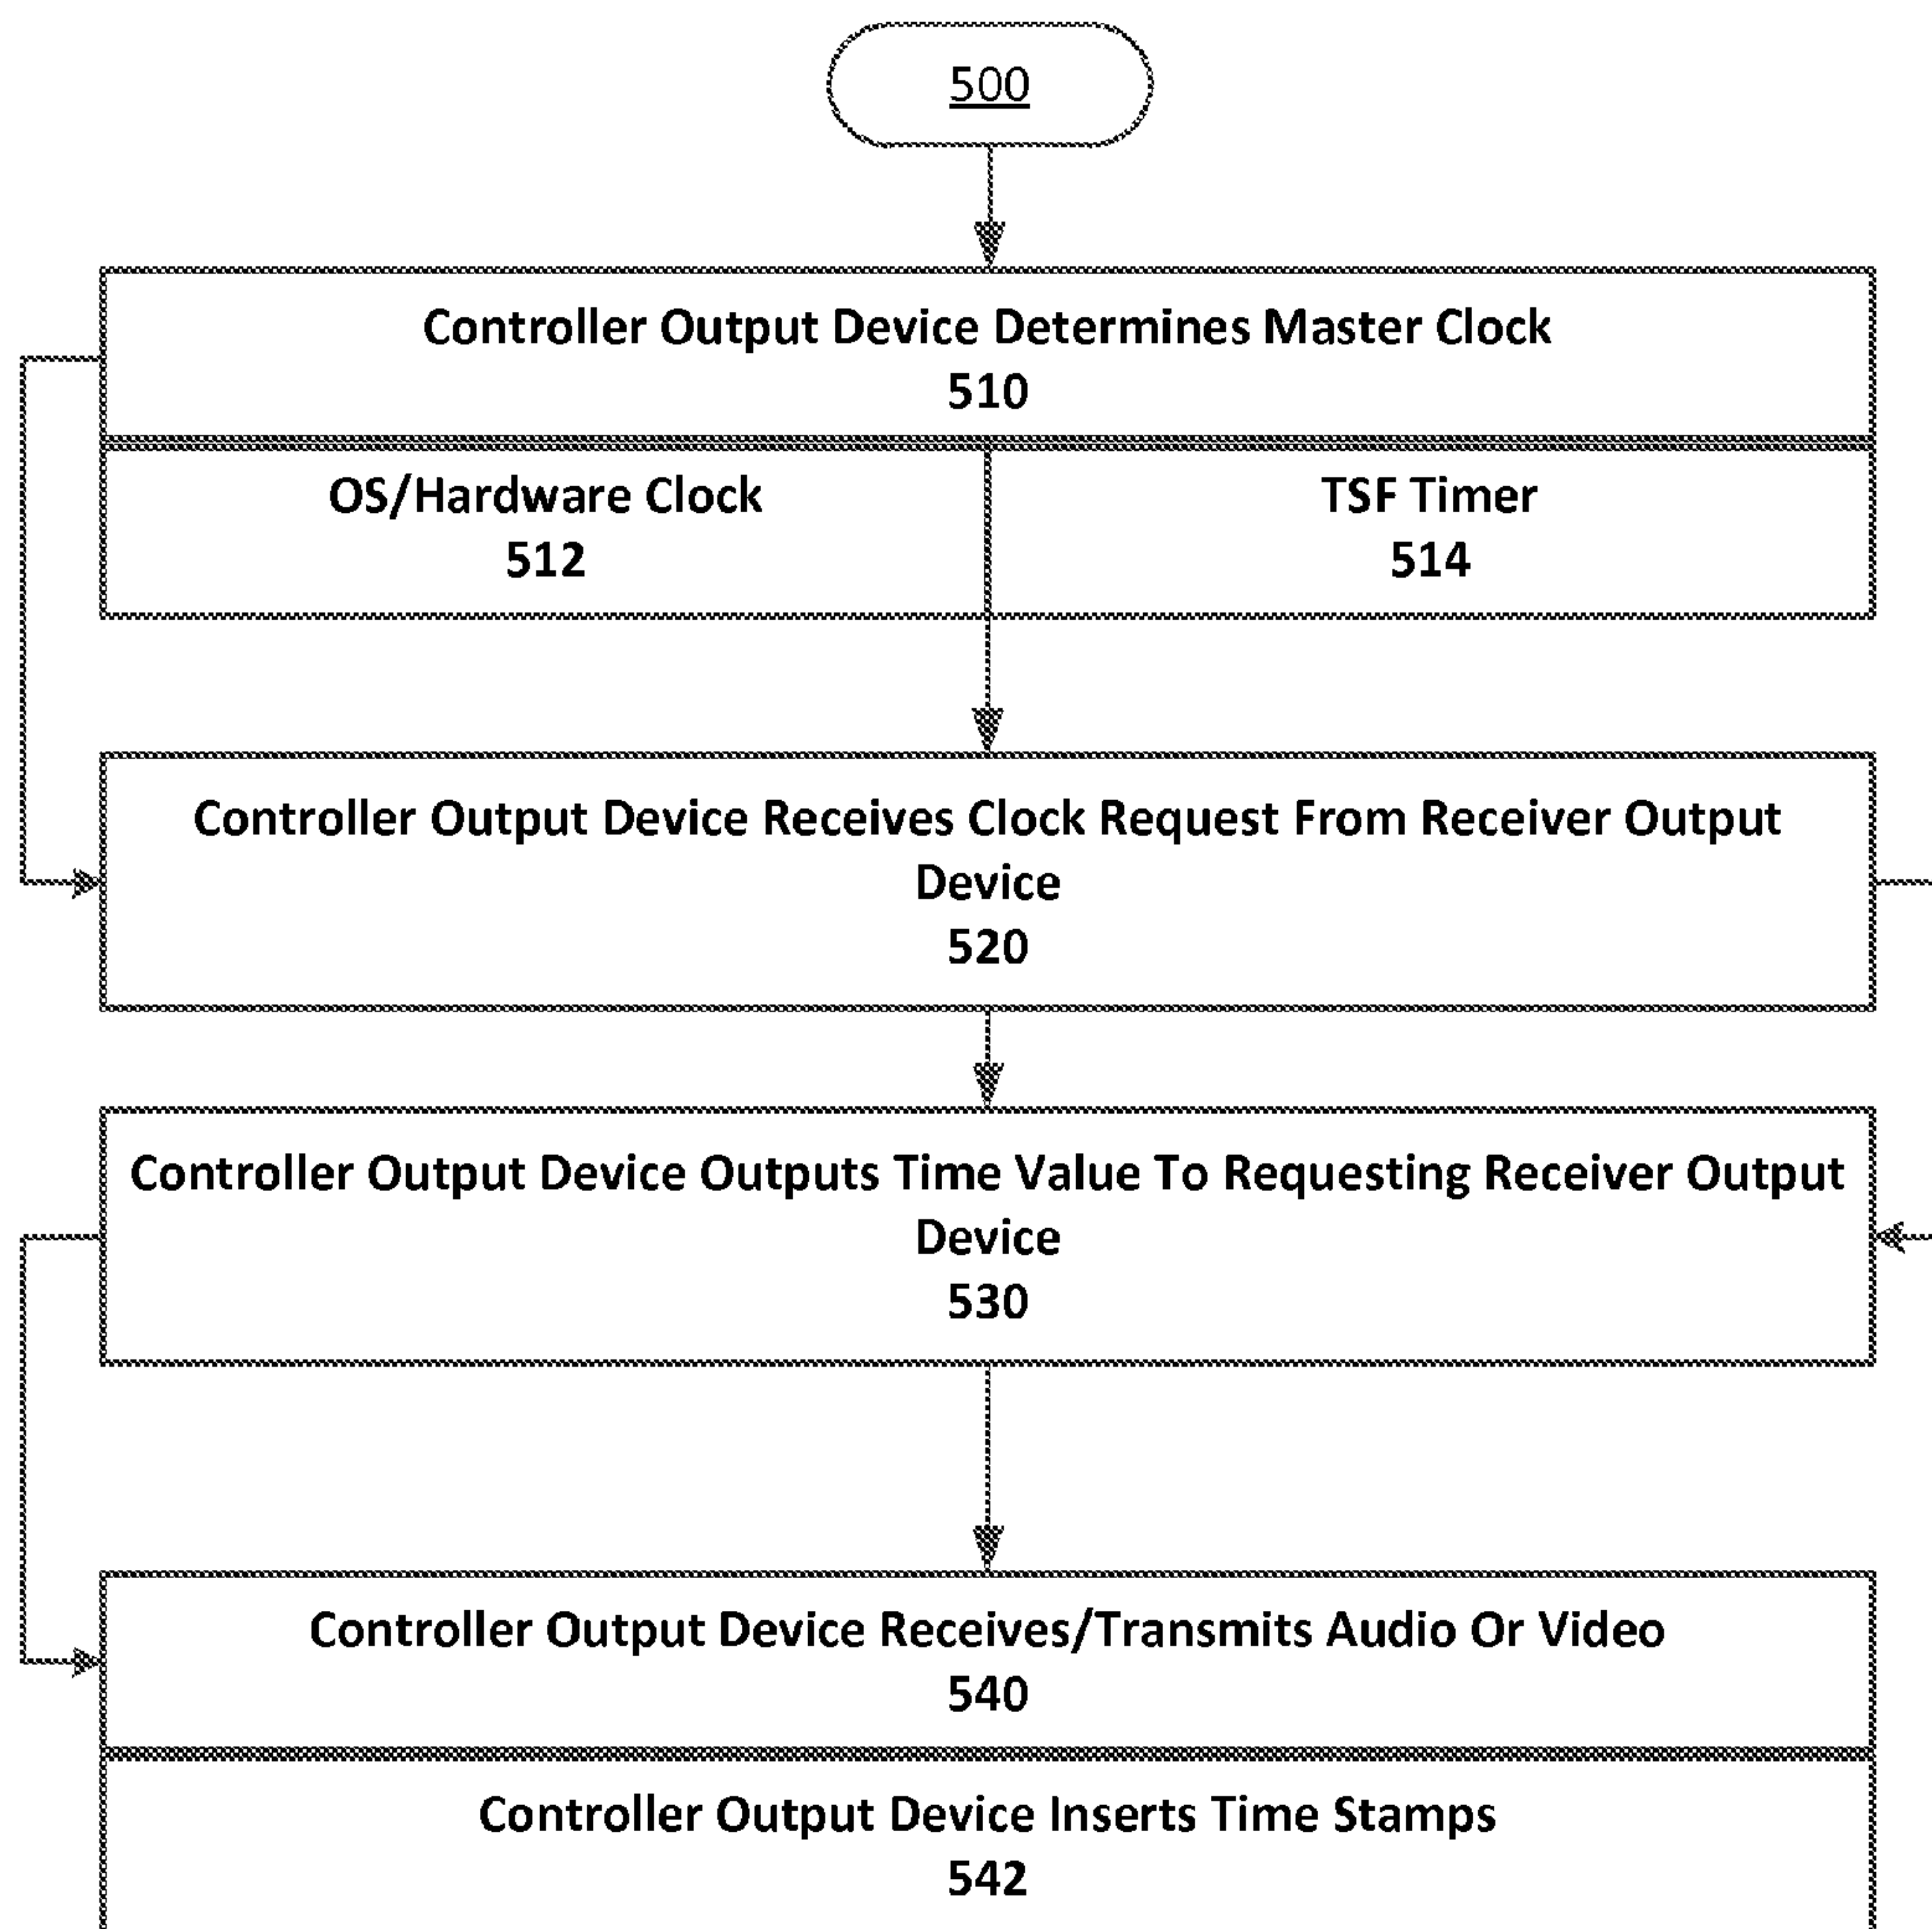 500
Controller Output Device Determines Master Clock
510
OS/Hardware Clock
512
TSF Timer
514
Controller Output Device Receives Clock Request From Receiver Output
Device
520
Controller Output Device Outputs Time Value To Requesting Receiver Output
Device
530
Controller Output Device Receives/Transmits Audio Or Video
540
Controller Output Device Inserts Time Stamps
542